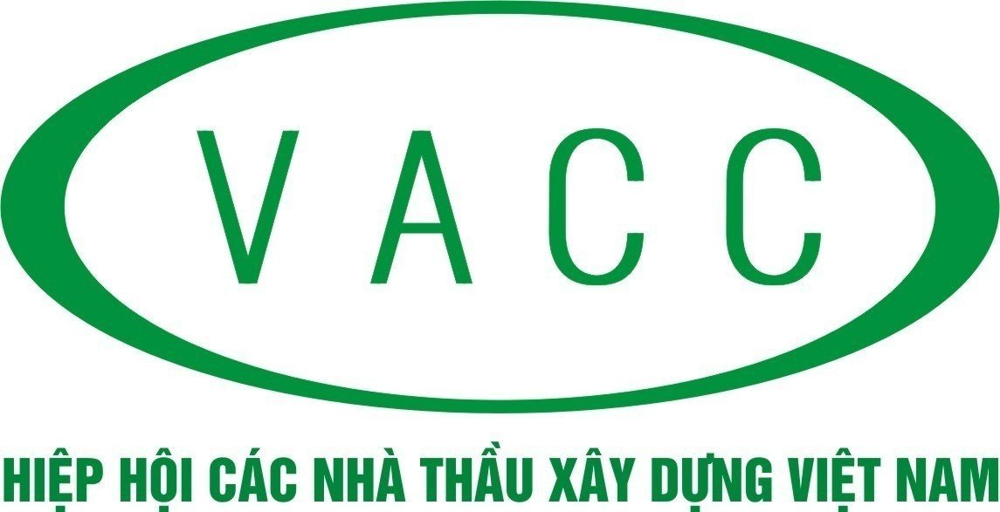 VACC
HIỆP HỘI CÁC NHÀ THẦU XÂY DỰNG VIỆT NAM